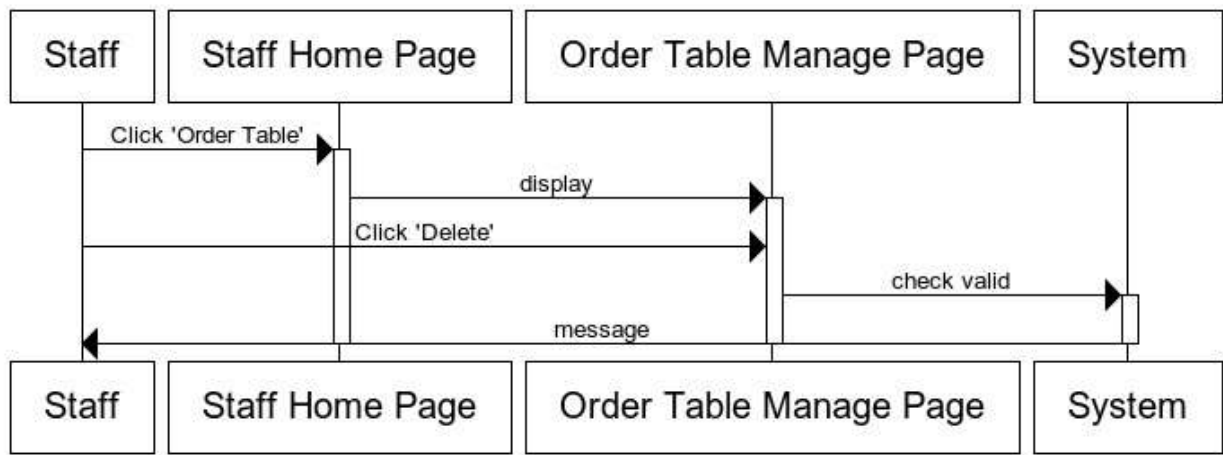 Staff
Staff Home Page
Order Table Manage Page
System
Click 'Order Table'
display
Click 'Delete'
check valid
message
Staff
Staff Home Page
Order Table Manage Page
System